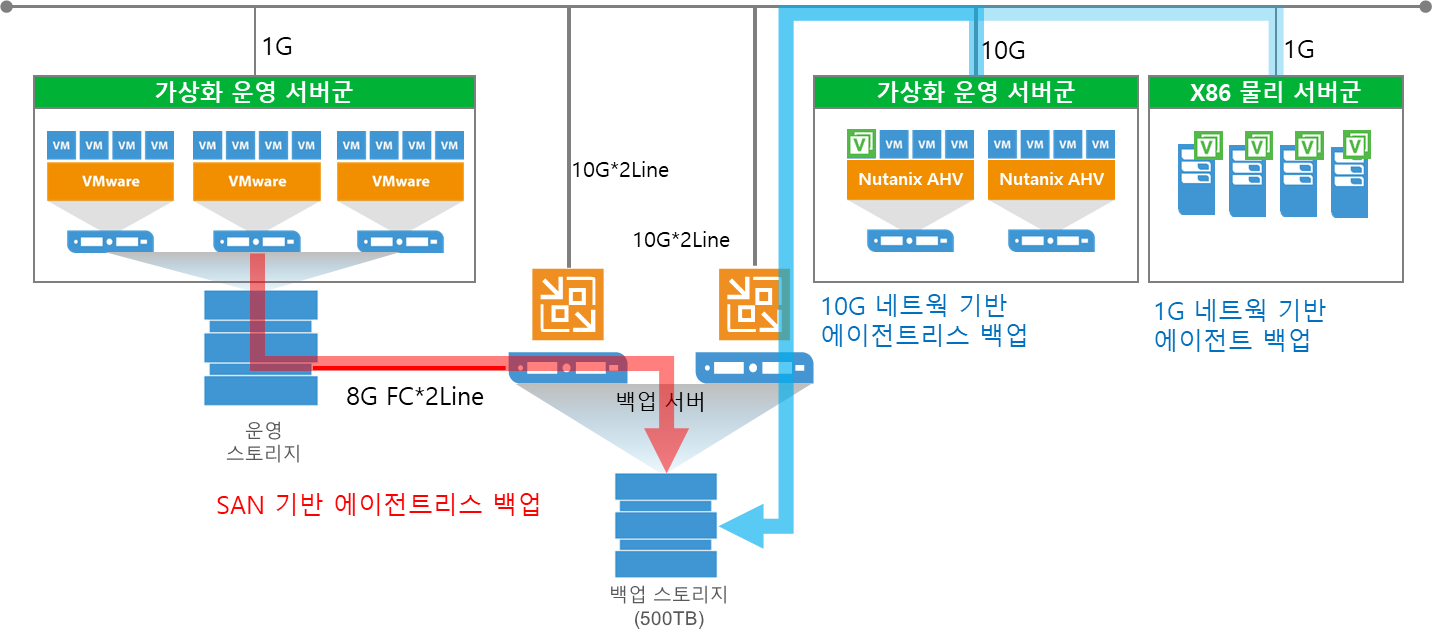 1G
10G
1G
가상화 운영 서버군
가상화 운영 서버군
X86 물리 서버군
VM VM VM VM
VM VM VM VM
VM VM VM VM
VMware
VMware
VMware
V VM VM VM
VM VM VM VM
Nutanix AHV
Nutanix AHV
V V V V
10G*2Line
10G*2Line
10G 네트웍 기반
에이전트리스 백업
1G 네트웍 기반
에이전트 백업
8G FC*2Line
백업 서버
운영
스토리지
SAN 기반 에이전트리스 백업
백업 스토리지
(500TB)